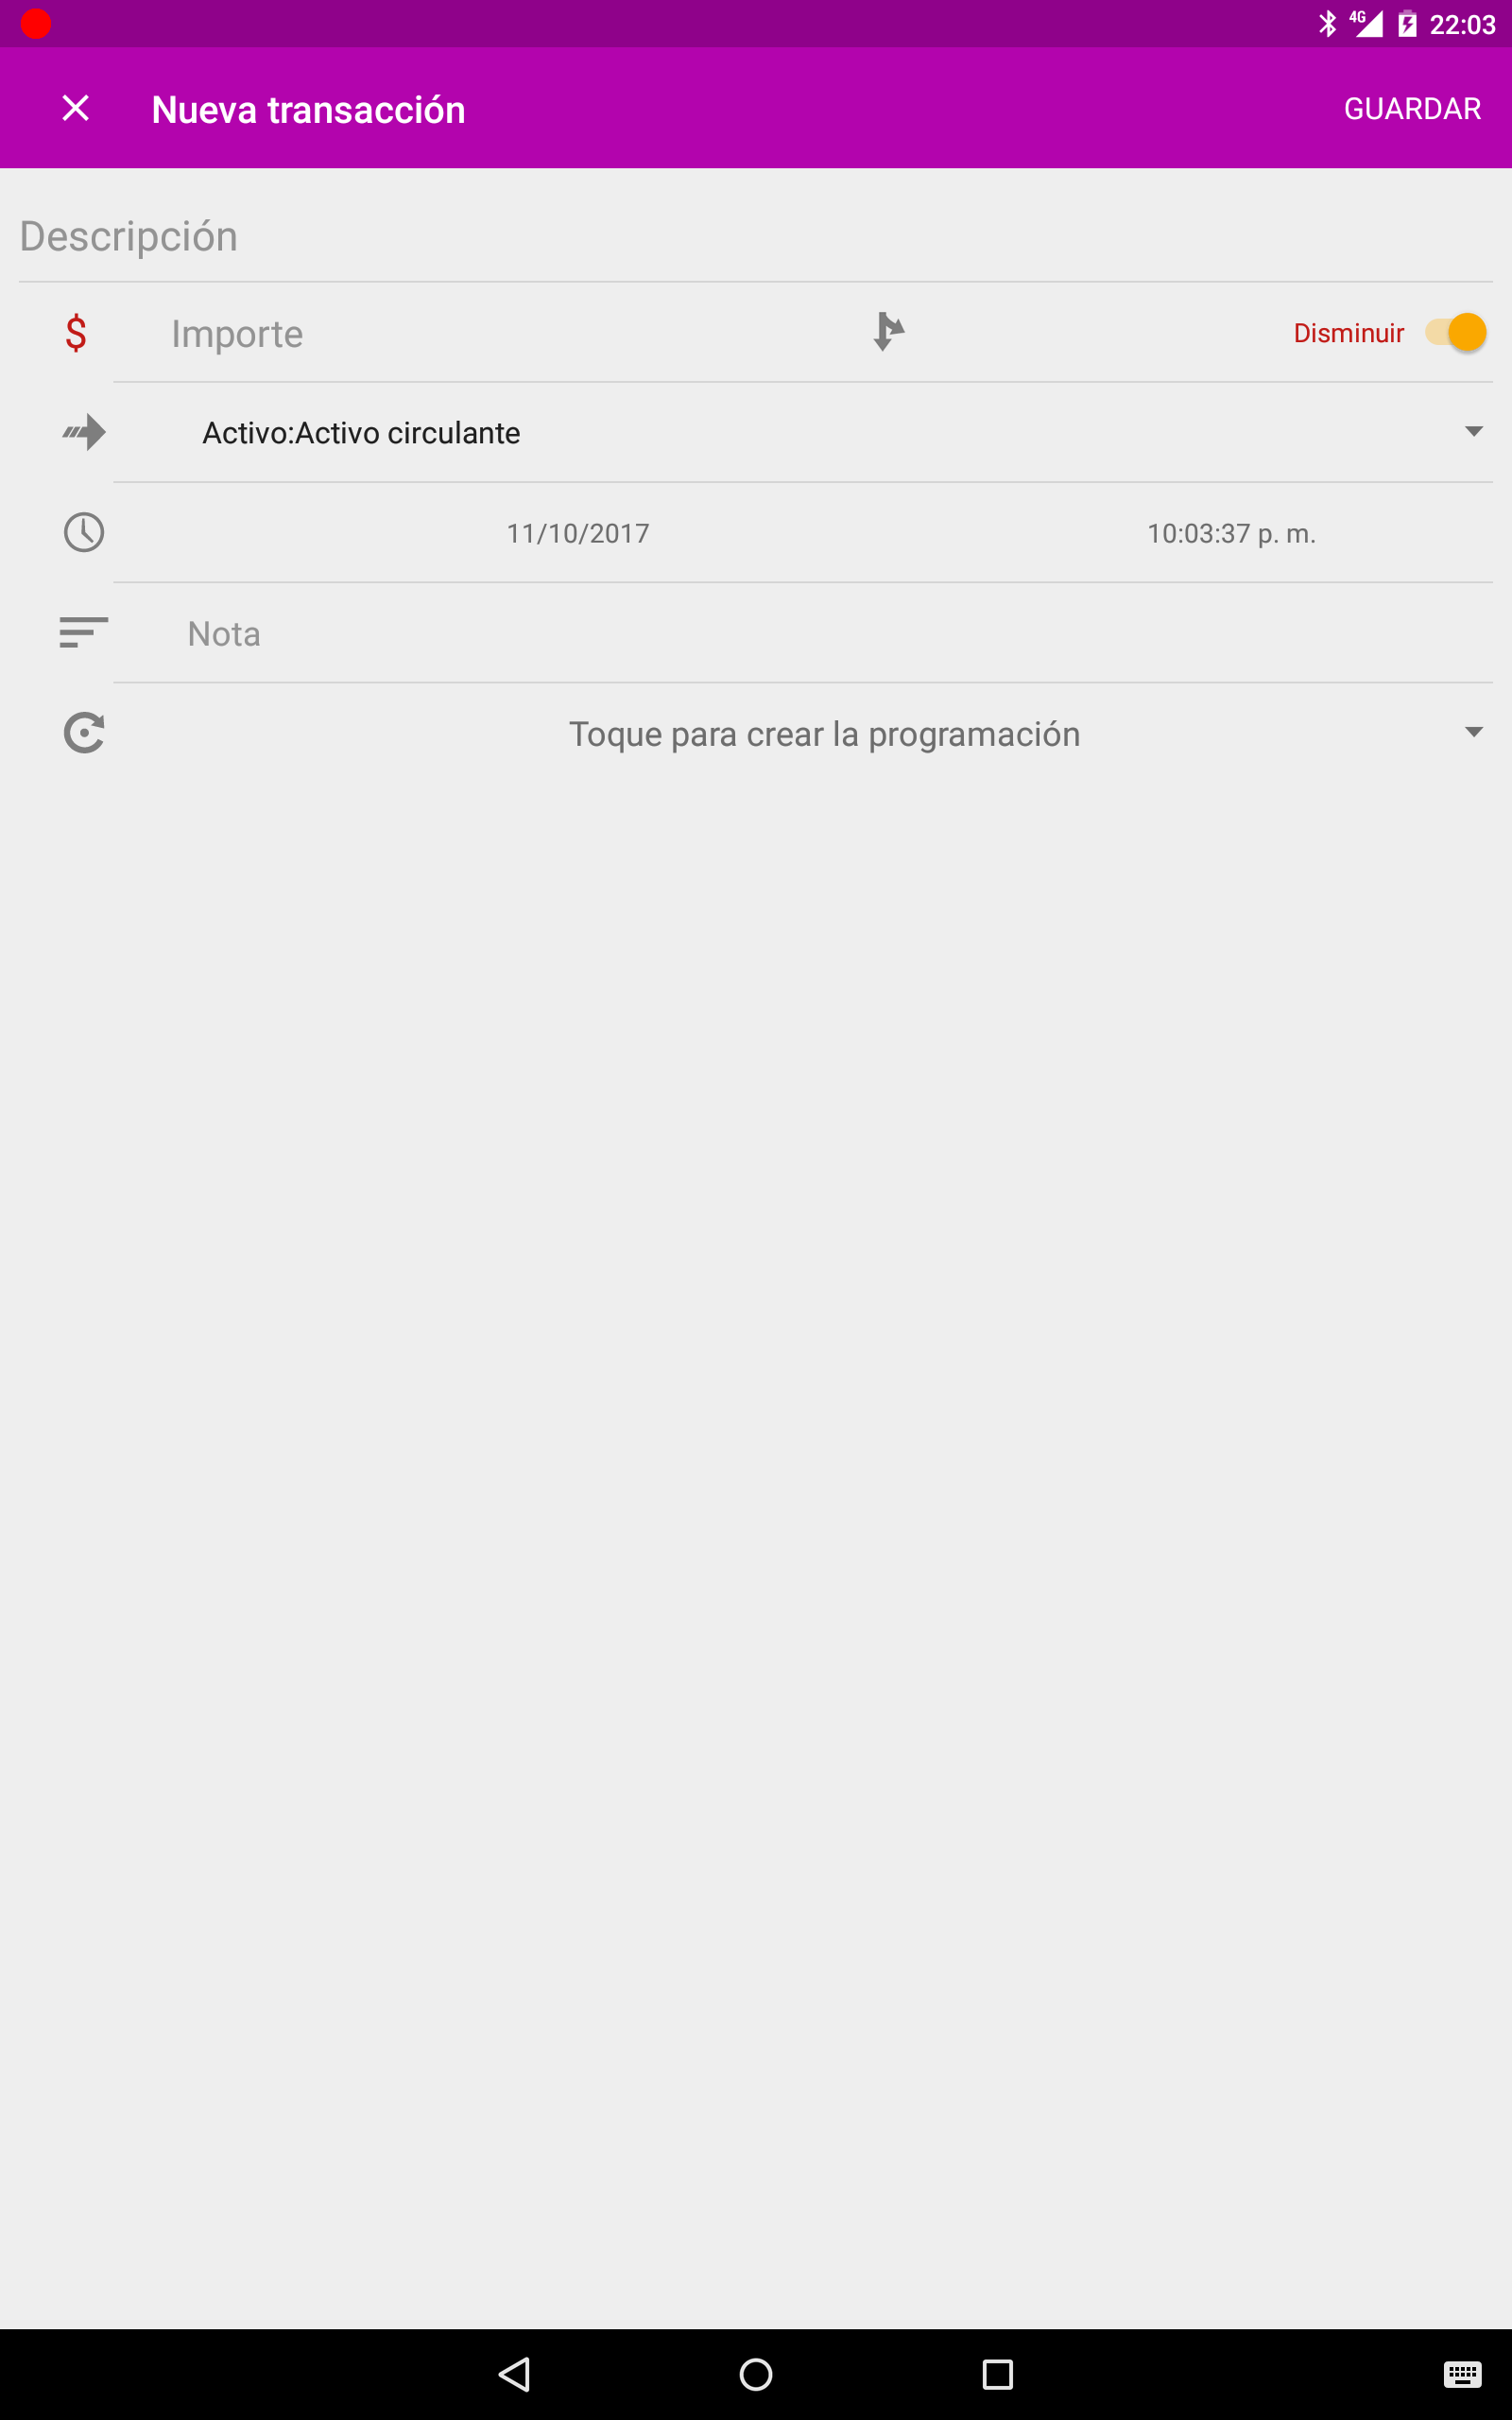 4G 22:03
Nueva transacción GUARDAR
Descripción
$ Importe Disminuir
Activo:Activo circulante
11/10/2017 10:03:37 p. m.
Nota
Toque para crear la programación